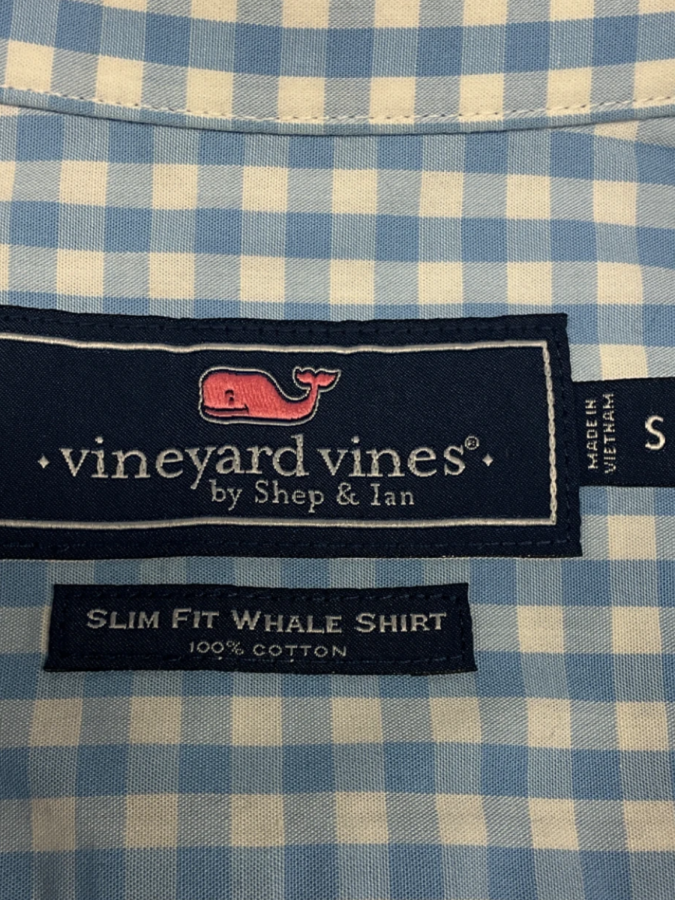 vineyard vines®
by Shep & Ian
MADE IN
VIETNAM
S
SLIM FIT WHALE SHIRT
100% COTTON